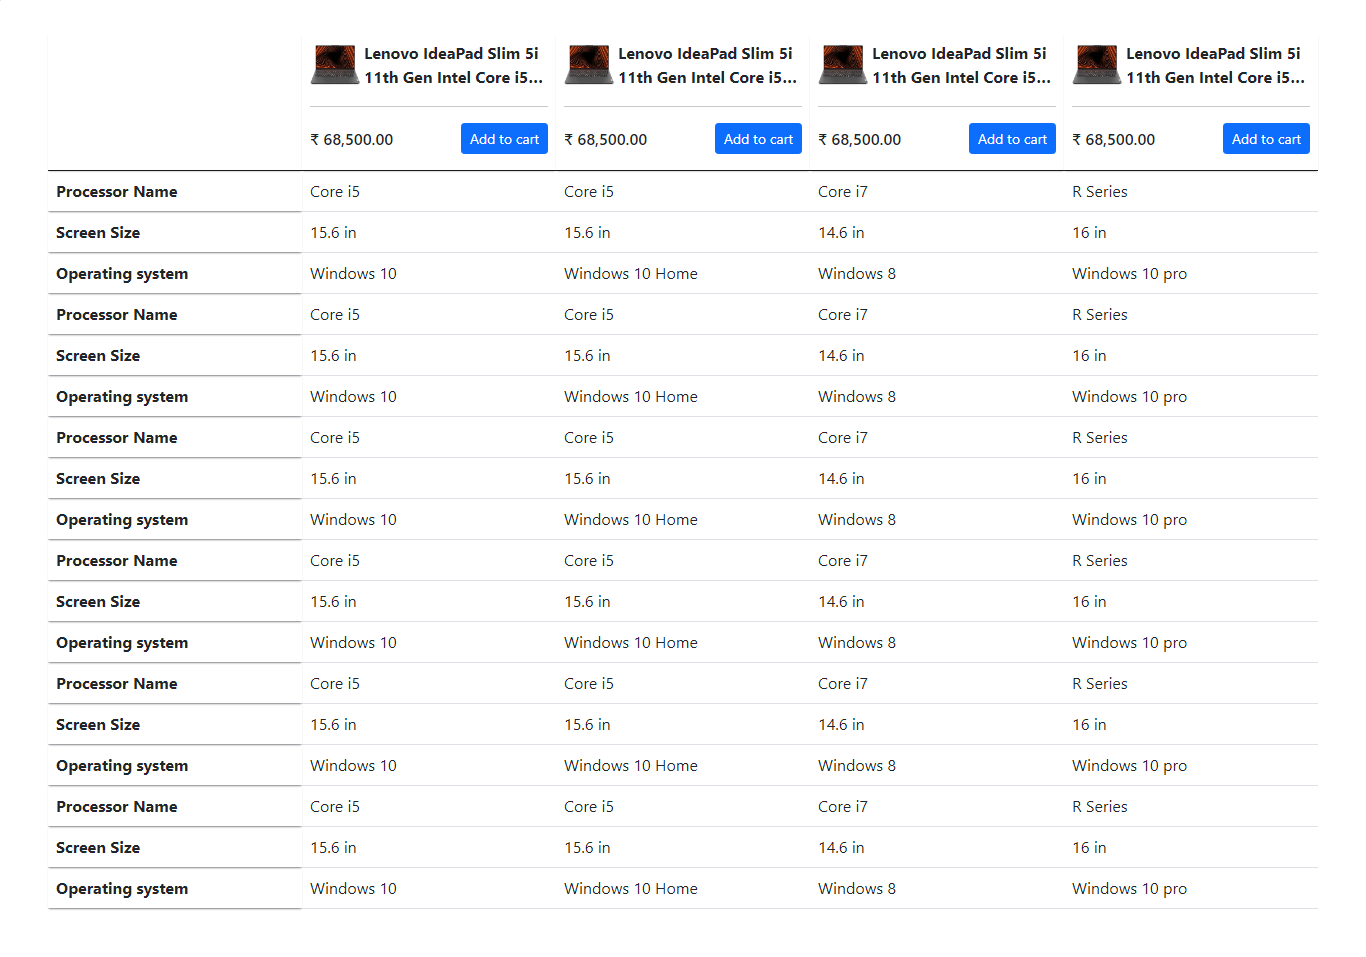 Lenovo IdeaPad Slim 5i Lenovo IdeaPad Slim 5i Lenovo IdeaPad Slim 5i Lenovo IdeaPad Slim 5i
11th Gen Intel Core i5... 11th Gen Intel Core i5... 11th Gen Intel Core i5... 11th Gen Intel Core i5...
₹ 68,500.00 Add to cart ₹ 68,500.00 Add to cart ₹ 68,500.00 Add to cart ₹ 68,500.00 Add to cart
Processor Name Core i5 Core i5 Core i7 R Series
Screen Size 15.6 in 15.6 in 14.6 in 16 in
Operating system Windows 10 Windows 10 Home Windows 8 Windows 10 pro
Processor Name Core i5 Core i5 Core i7 R Series
Screen Size 15.6 in 15.6 in 14.6 in 16 in
Operating system Windows 10 Windows 10 Home Windows 8 Windows 10 pro
Processor Name Core i5 Core i5 Core i7 R Series
Screen Size 15.6 in 15.6 in 14.6 in 16 in
Operating system Windows 10 Windows 10 Home Windows 8 Windows 10 pro
Processor Name Core i5 Core i5 Core i7 R Series
Screen Size 15.6 in 15.6 in 14.6 in 16 in
Operating system Windows 10 Windows 10 Home Windows 8 Windows 10 pro
Processor Name Core i5 Core i5 Core i7 R Series
Screen Size 15.6 in 15.6 in 14.6 in 16 in
Operating system Windows 10 Windows 10 Home Windows 8 Windows 10 pro
Processor Name Core i5 Core i5 Core i7 R Series
Screen Size 15.6 in 15.6 in 14.6 in 16 in
Operating system Windows 10 Windows 10 Home Windows 8 Windows 10 pro